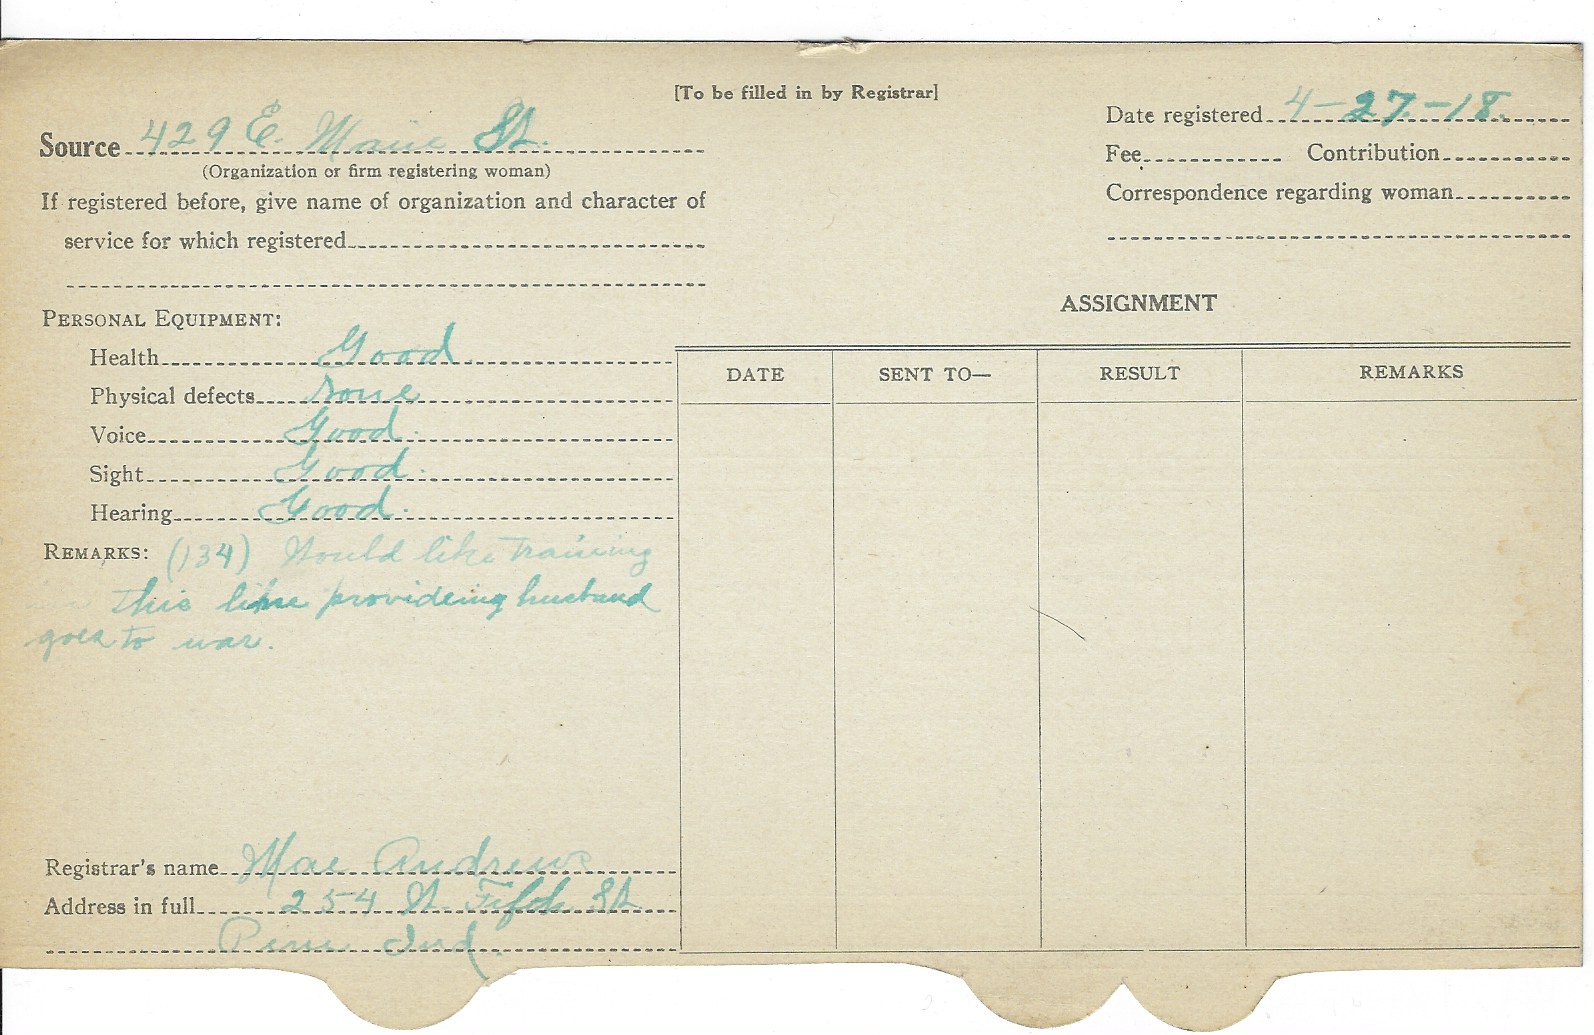 [To be filled in by Registrar]
Source 429 E. Main St.
(Organization or firm registering woman)
If registered before, give name of organization and character of
service for which registered
Date registered 4-27-18.
Fee Contribution
Correspondence regarding woman
PERSONAL EQUIPMENT:
Health Good
Physical defects None
Voice Good.
Sight Good.
Hearing Good.
REMARKS: (134) Would like training
this line provideing husband
goes to war.
Registrar's name Mae Andrews
Address in full 254 W. Fifth St.
Peru Ind.
ASSIGNMENT
DATE SENT TO— RESULT REMARKS